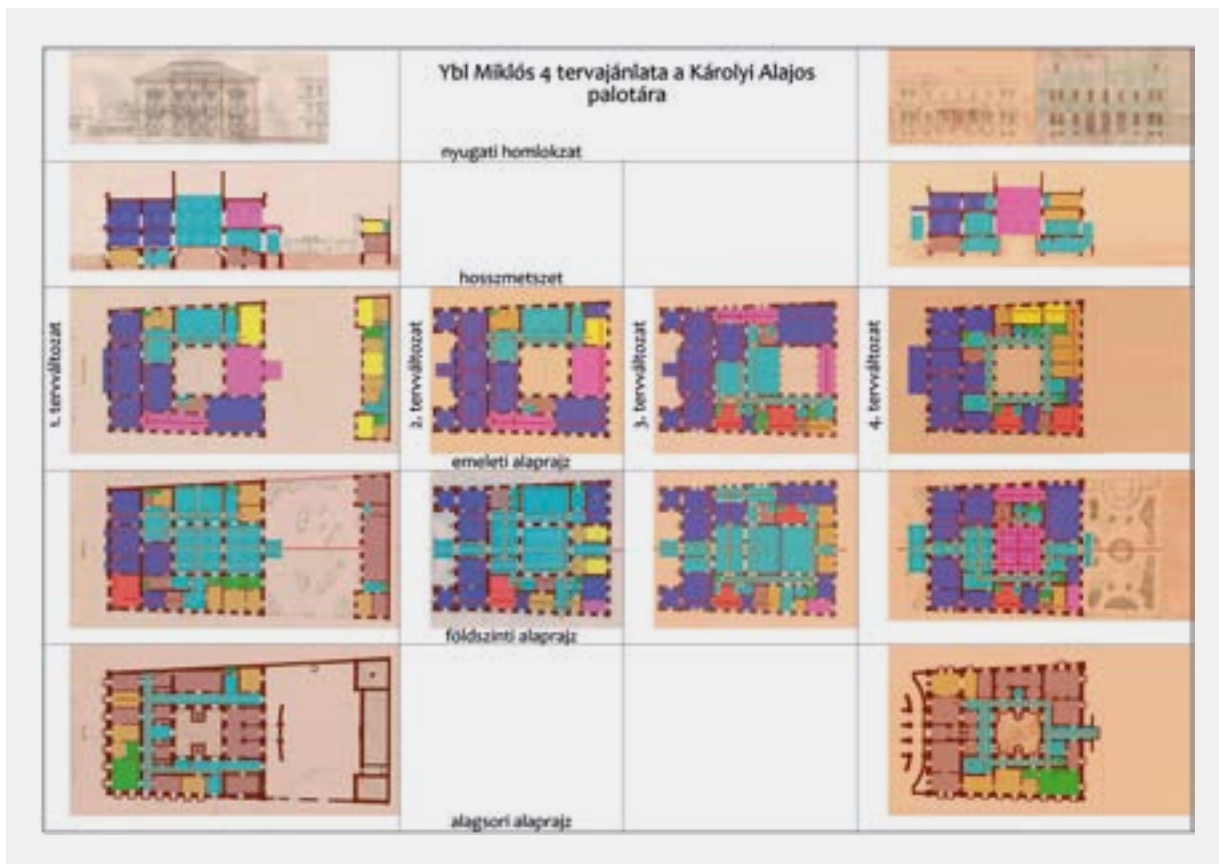 Ybl Miklós 4 tervajánlata a Károlyi Alajos
palotára
nyugati homlokzat
hosszmetszet
1. tervváltozat
2. tervváltozat
3. tervváltozat
4. tervváltozat
emeleti alaprajz
földszinti alaprajz
alagsori alaprajz